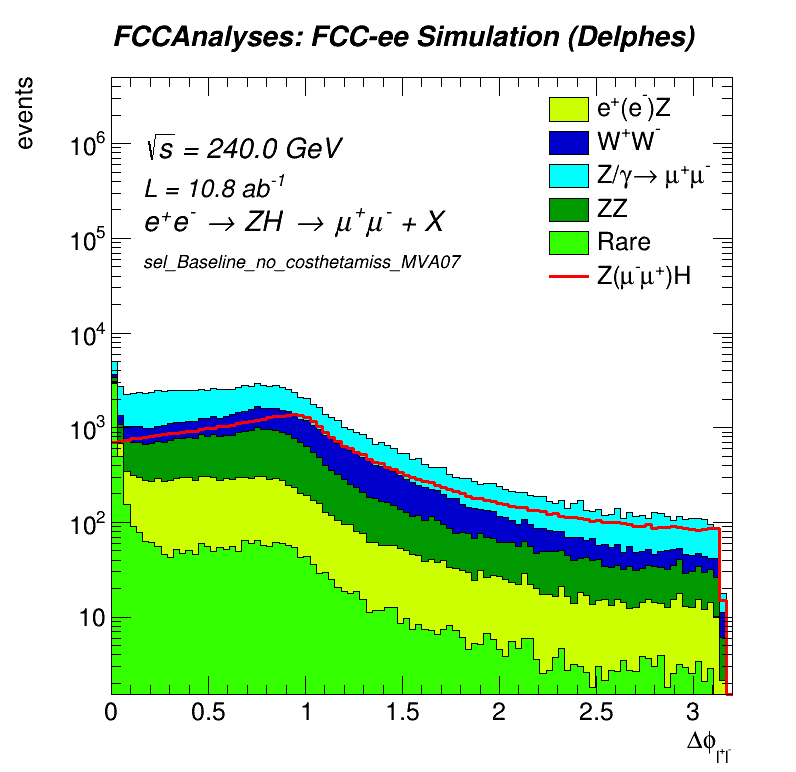 FCCAnalyses: FCC-ee Simulation (Delphes)
events
√s = 240.0 GeV
L = 10.8 ab⁻¹
e⁺e⁻ → ZH → μ⁺μ⁻ + X
sel_Baseline_no_costhetamiss_MVA07
e⁺(e⁻)Z
W⁺W⁻
Z/γ→ μ⁺μ⁻
ZZ
Rare
Z(μ⁻μ⁺)H
10⁶
10⁵
10⁴
10³
10²
10
0 0.5 1 1.5 2 2.5 3
Δϕ_l⁺l⁻